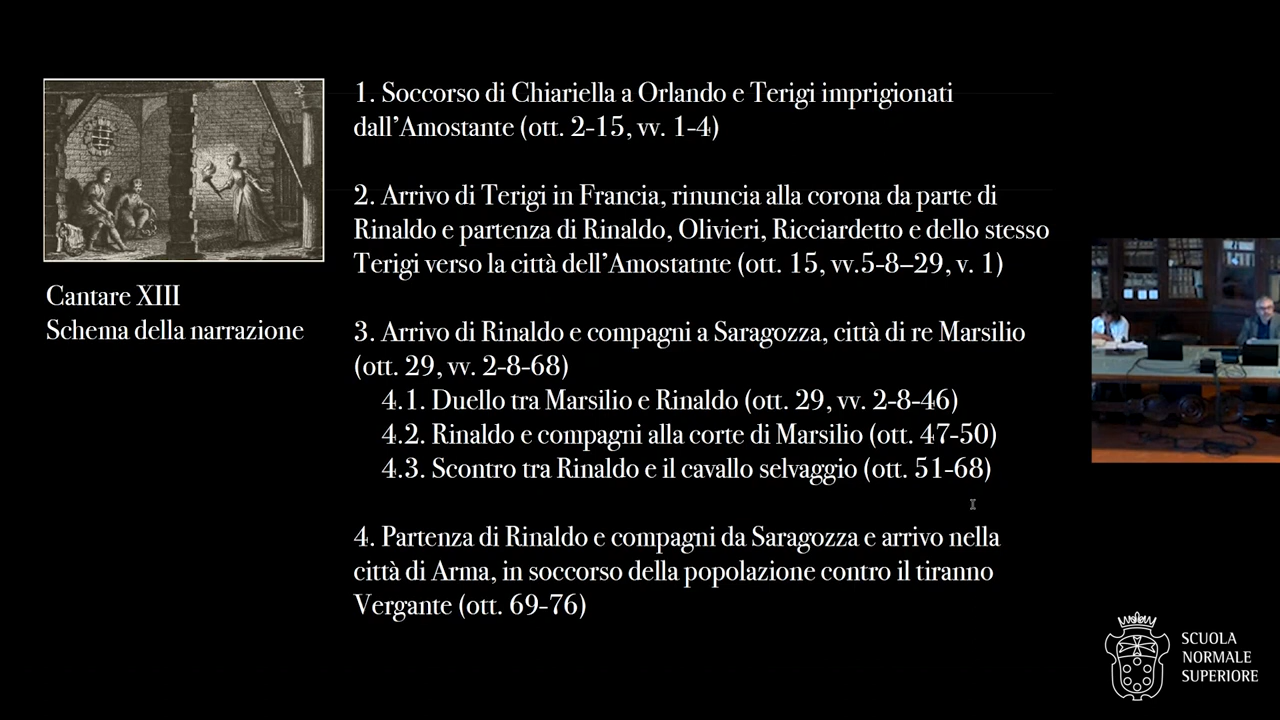 1. Soccorso di Chiariella a Orlando e Terigi imprigionati
dall'Amostante (ott. 2-15, vv. 1-4)
2. Arrivo di Terigi in Francia, rinuncia alla corona da parte di
Rinaldo e partenza di Rinaldo, Olivieri, Ricciardetto e dello stesso
Terigi verso la città dell'Amostatnte (ott. 15, vv.5-8–29, v. 1)
Cantare XIII
Schema della narrazione
3. Arrivo di Rinaldo e compagni a Saragozza, città di re Marsilio
(ott. 29, vv. 2-8-68)
4.1. Duello tra Marsilio e Rinaldo (ott. 29, vv. 2-8-46)
4.2. Rinaldo e compagni alla corte di Marsilio (ott. 47-50)
4.3. Scontro tra Rinaldo e il cavallo selvaggio (ott. 51-68)
4. Partenza di Rinaldo e compagni da Saragozza e arrivo nella
città di Arma, in soccorso della popolazione contro il tiranno
Vergante (ott. 69-76)
SCUOLA
NORMALE
SUPERIORE